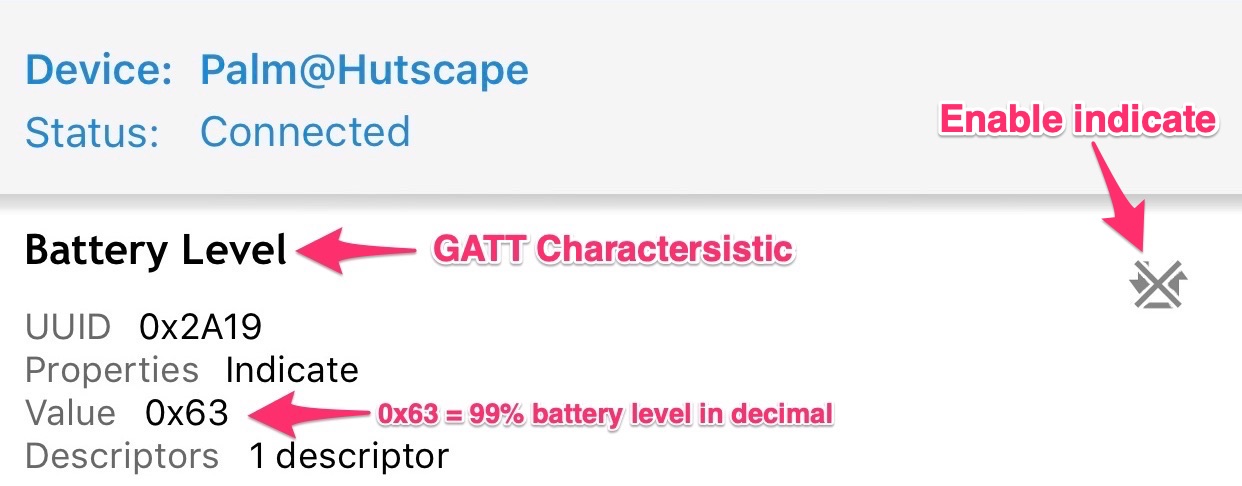 Device: Palm@Hutscape
Status: Connected
Enable indicate
Battery Level
GATT Charactersistic
UUID 0x2A19
Properties Indicate
Value 0x63
0x63 = 99% battery level in decimal
Descriptors 1 descriptor